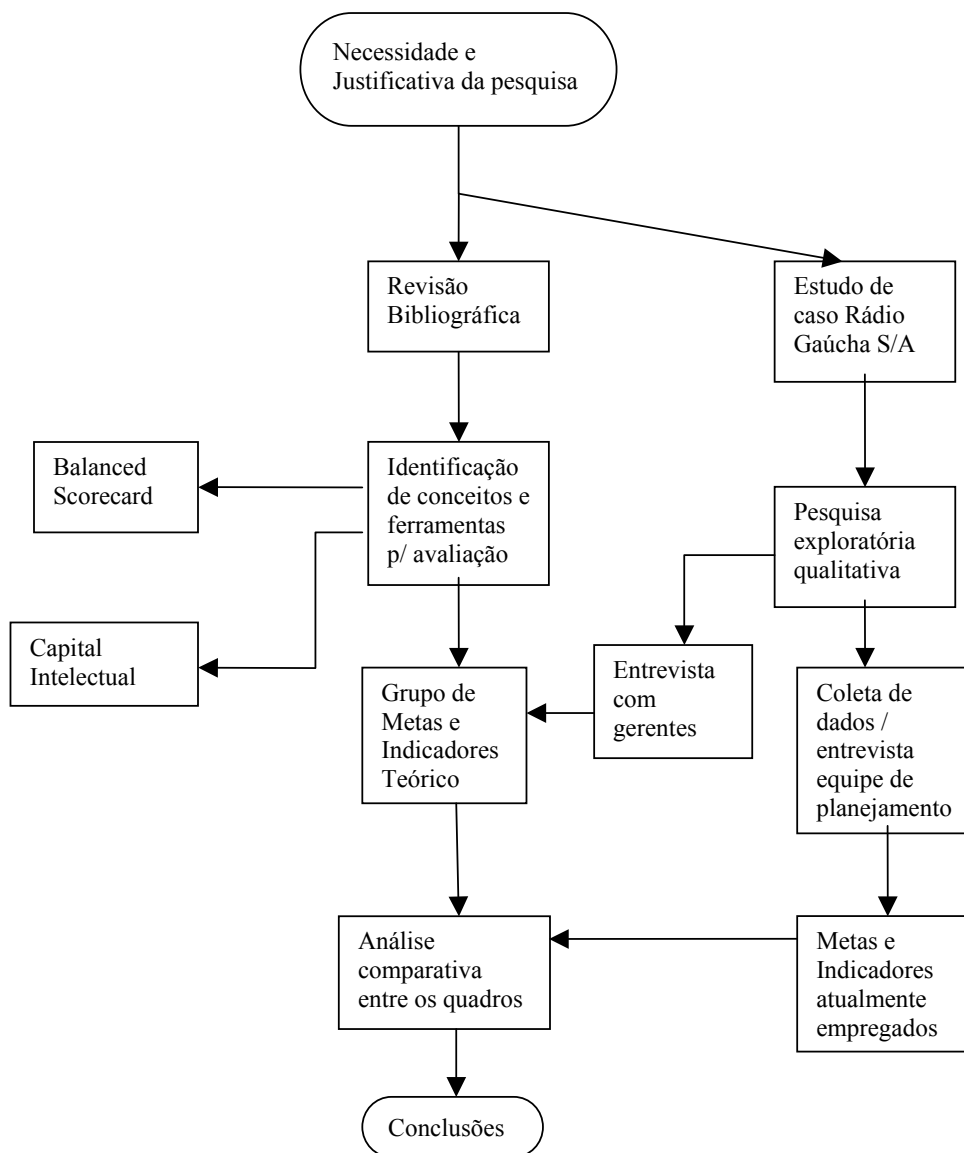 Necessidade e
Justificativa da pesquisa
Revisão
Bibliográfica
Estudo de
caso Rádio
Gaúcha S/A
Balanced
Scorecard
Identificação
de conceitos e
ferramentas
p/ avaliação
Pesquisa
exploratória
qualitativa
Capital
Intelectual
Grupo de
Metas e
Indicadores
Teórico
Entrevista
com
gerentes
Coleta de
dados /
entrevista
equipe de
planejamento
Análise
comparativa
entre os quadros
Metas e
Indicadores
atualmente
empregados
Conclusões